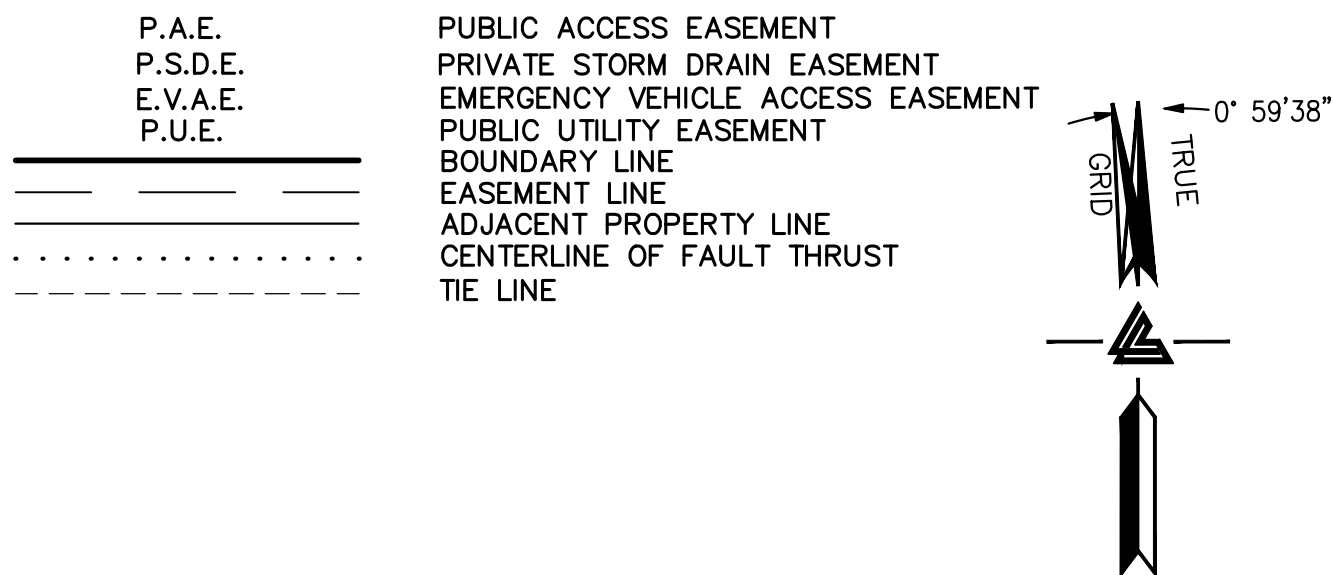 P.A.E. PUBLIC ACCESS EASEMENT
P.S.D.E. PRIVATE STORM DRAIN EASEMENT
E.V.A.E. EMERGENCY VEHICLE ACCESS EASEMENT
P.U.E. PUBLIC UTILITY EASEMENT
BOUNDARY LINE
EASEMENT LINE
ADJACENT PROPERTY LINE
CENTERLINE OF FAULT THRUST
TIE LINE
0° 59'38"
GRID
TRUE